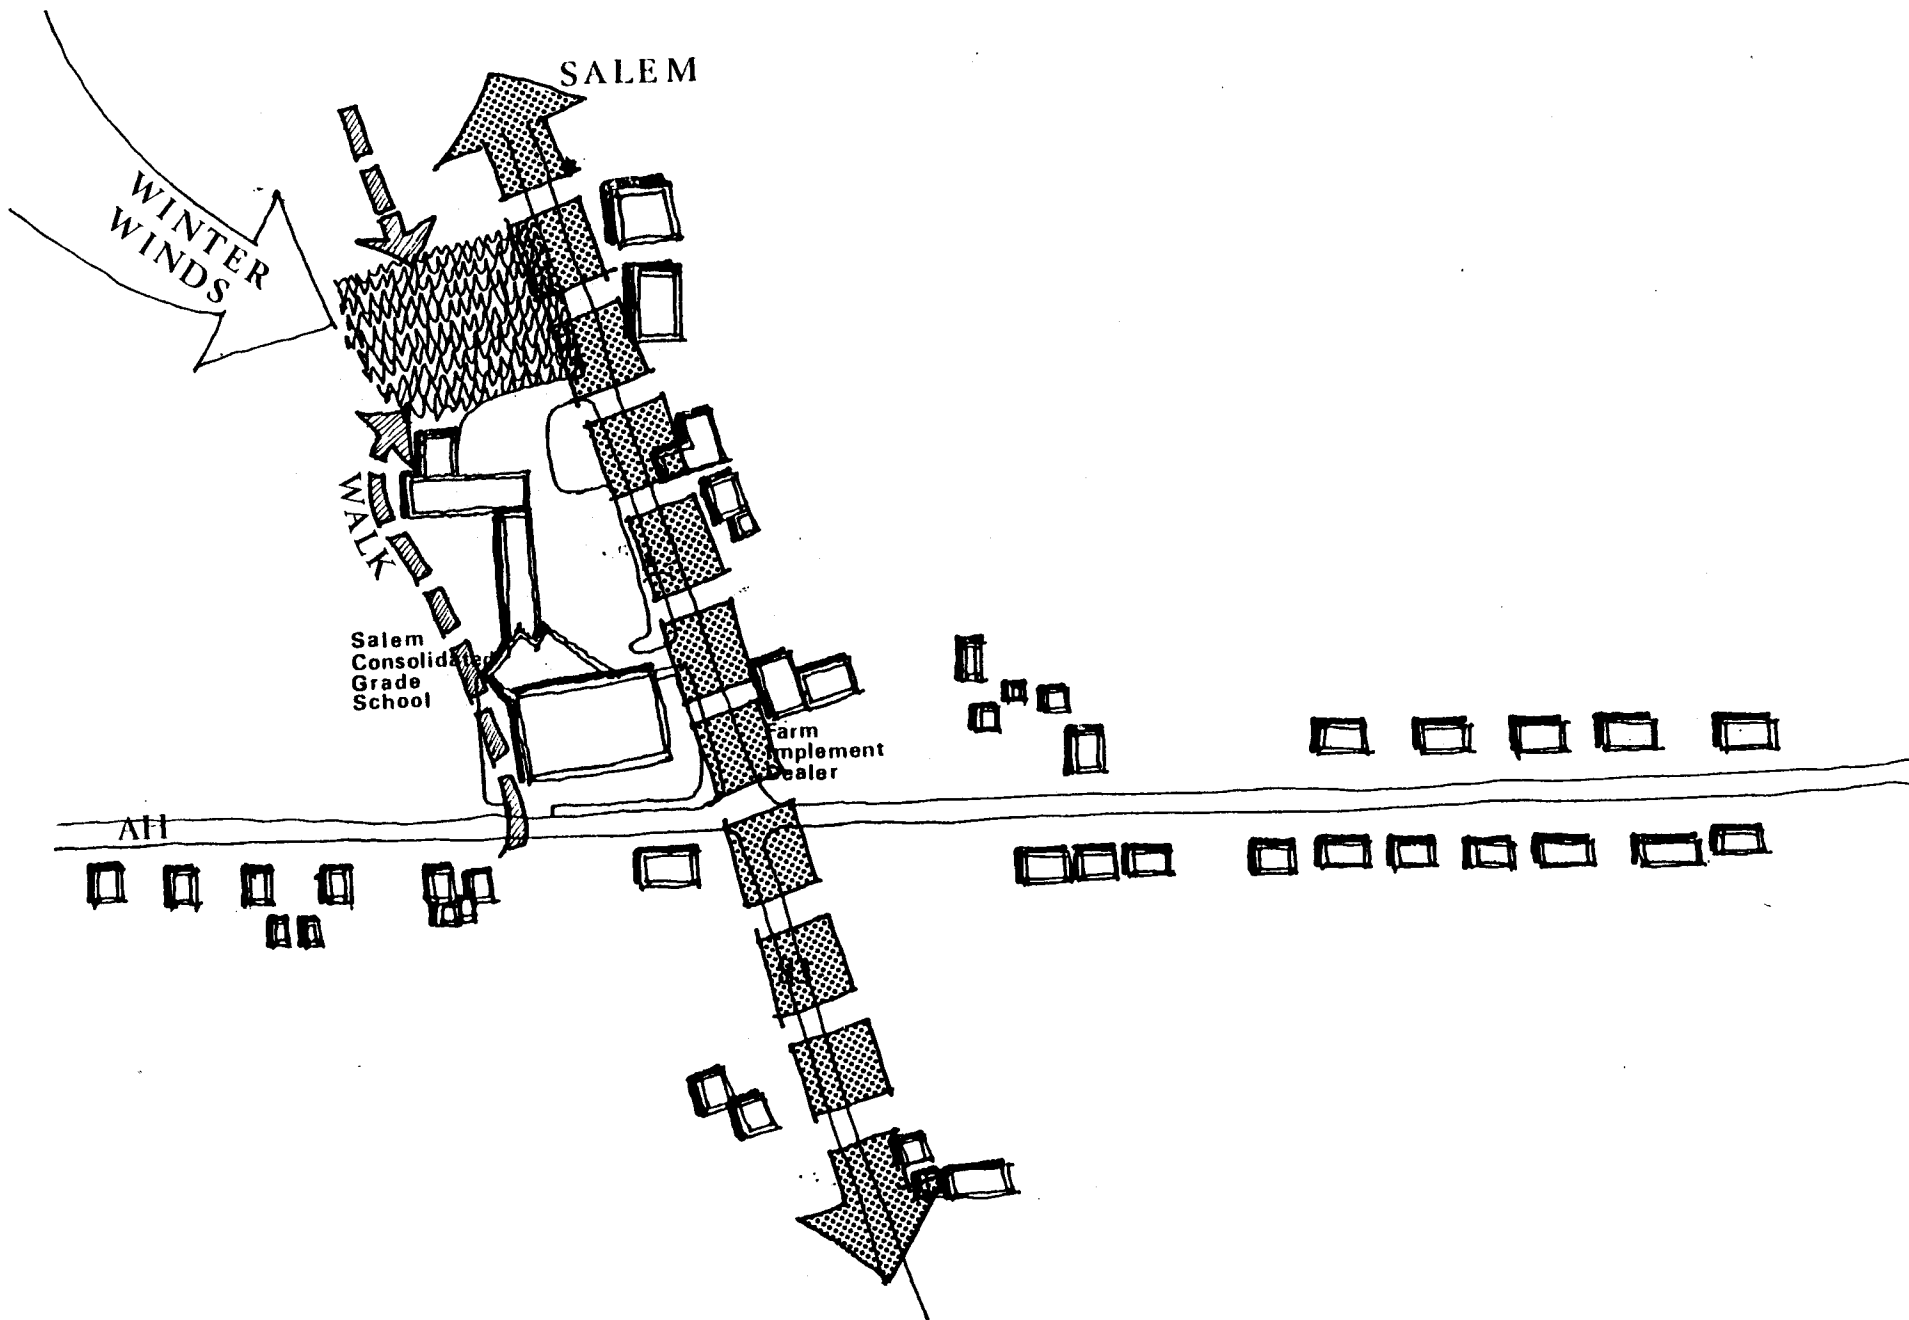 SALEM
WINTER
WINDS
WALK
Salem
Consolidated
Grade
School
Farm
Implement
Dealer
AH